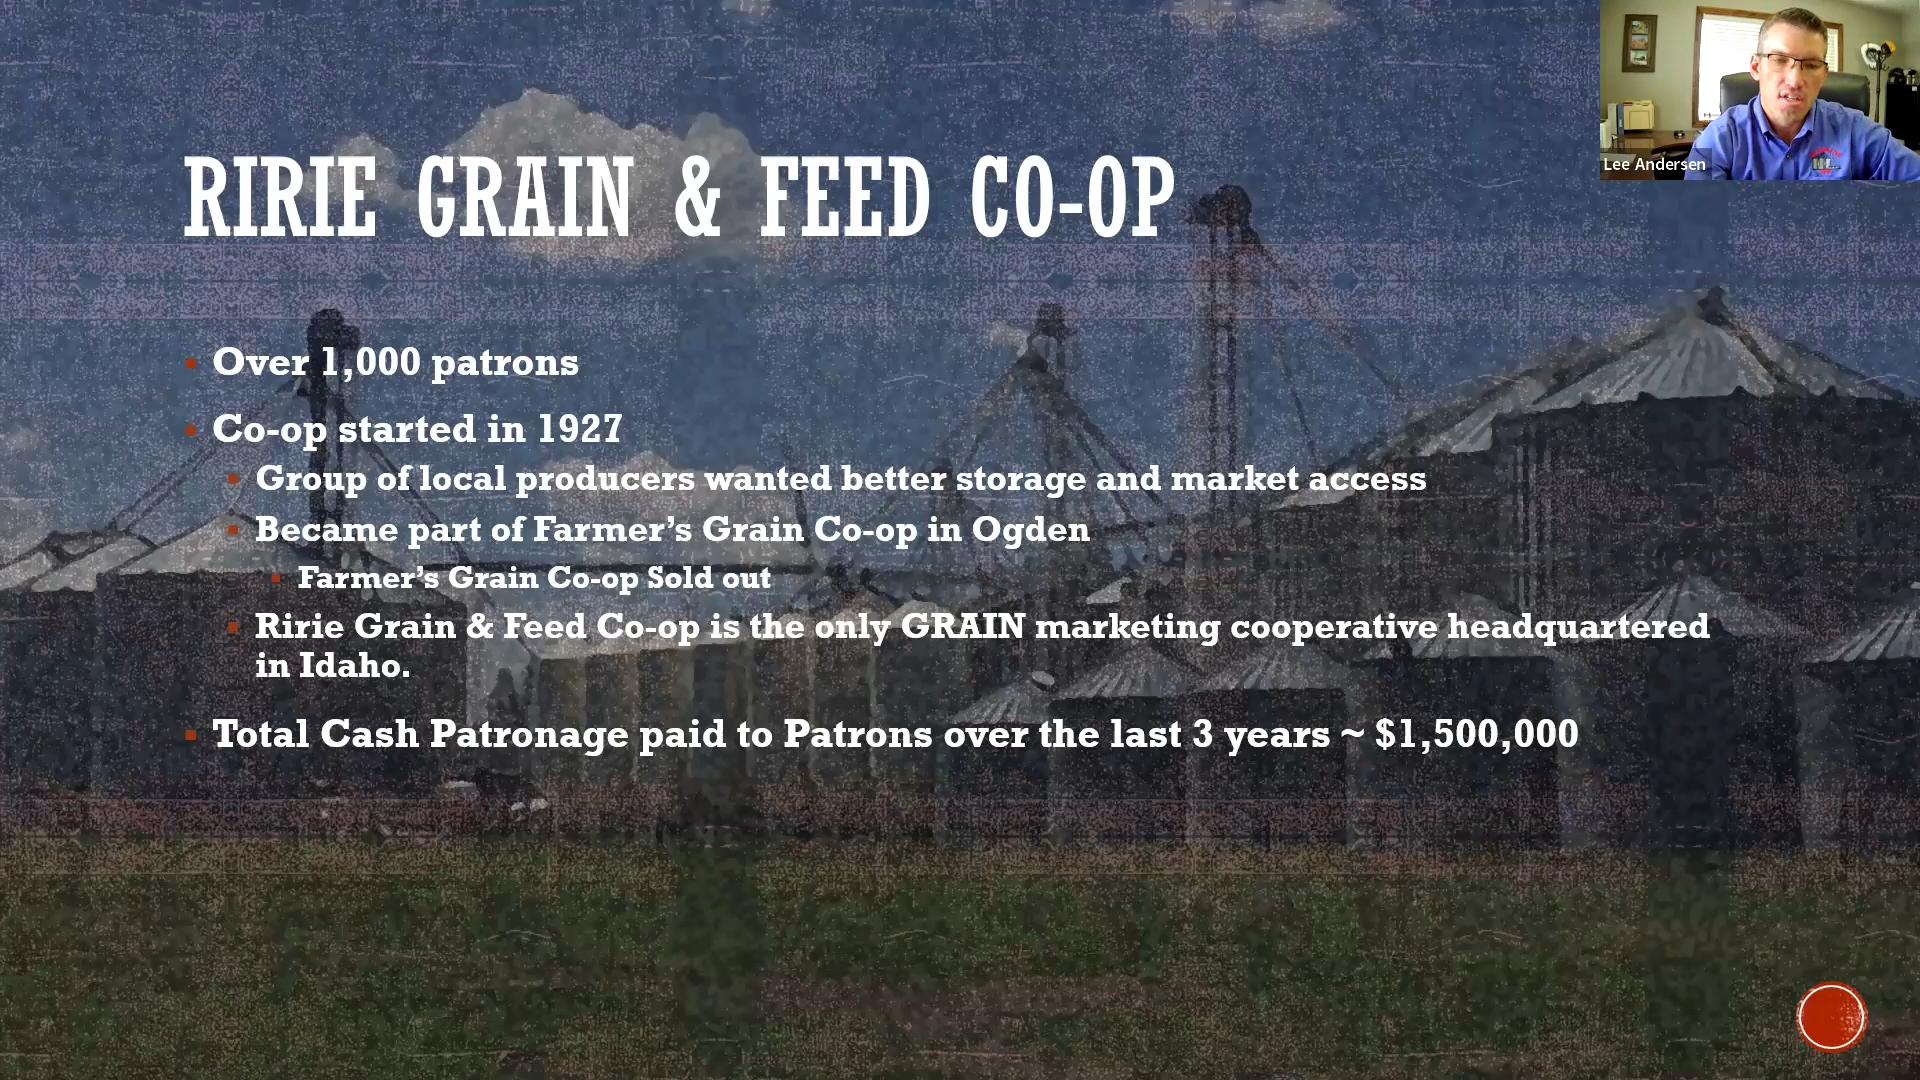 Lee Andersen
RIRIE GRAIN & FEED CO-OP
Over 1,000 patrons
Co-op started in 1927
Group of local producers wanted better storage and market access
Became part of Farmer’s Grain Co-op in Ogden
Farmer’s Grain Co-op Sold out
Ririe Grain & Feed Co-op is the only GRAIN marketing cooperative headquartered
in Idaho.
Total Cash Patronage paid to Patrons over the last 3 years ~ $1,500,000